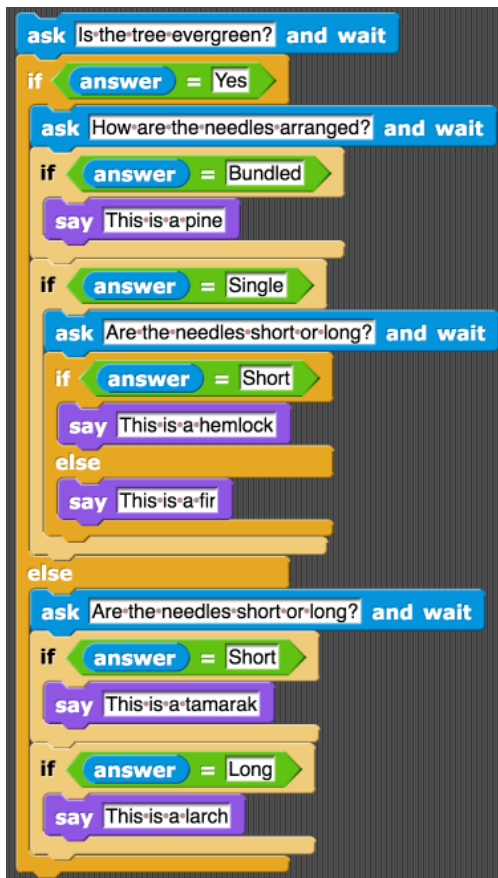 ask Is the tree evergreen? and wait
if answer = Yes
ask How are the needles arranged? and wait
if answer = Bundled
say This is a pine
if answer = Single
ask Are the needles short or long? and wait
if answer = Short
say This is a hemlock
else
say This is a fir
else
ask Are the needles short or long? and wait
if answer = Short
say This is a tamarak
if answer = Long
say This is a larch